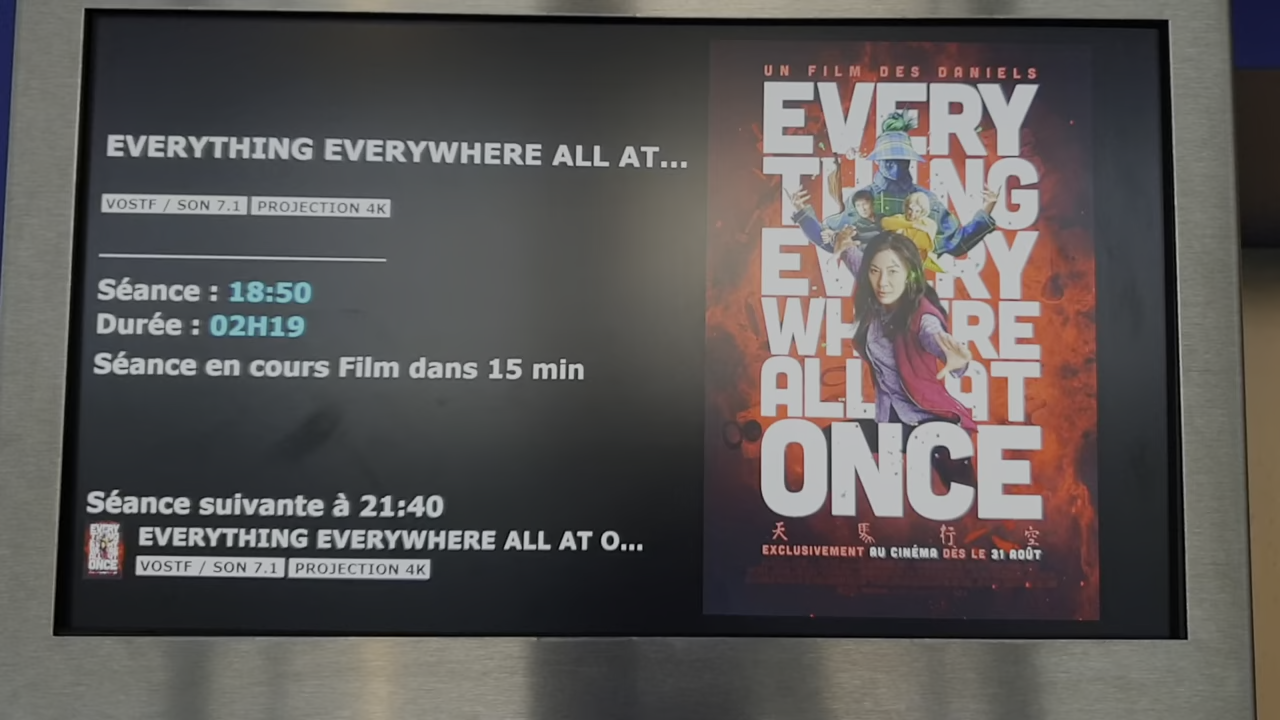 EVERYTHING EVERYWHERE ALL AT...
VOSTF / SON 7.1 PROJECTION 4K
Séance : 18:50
Durée : 02H19
Séance en cours Film dans 15 min
Séance suivante à 21:40
EVERYTHING EVERYWHERE ALL AT O...
VOSTF / SON 7.1 PROJECTION 4K
UN FILM DES DANIELS
EVERY
THING
EVERY
WHERE
ALL AT
ONCE
天 馬 行 空
EXCLUSIVEMENT AU CINÉMA DÈS LE 31 AOÛT